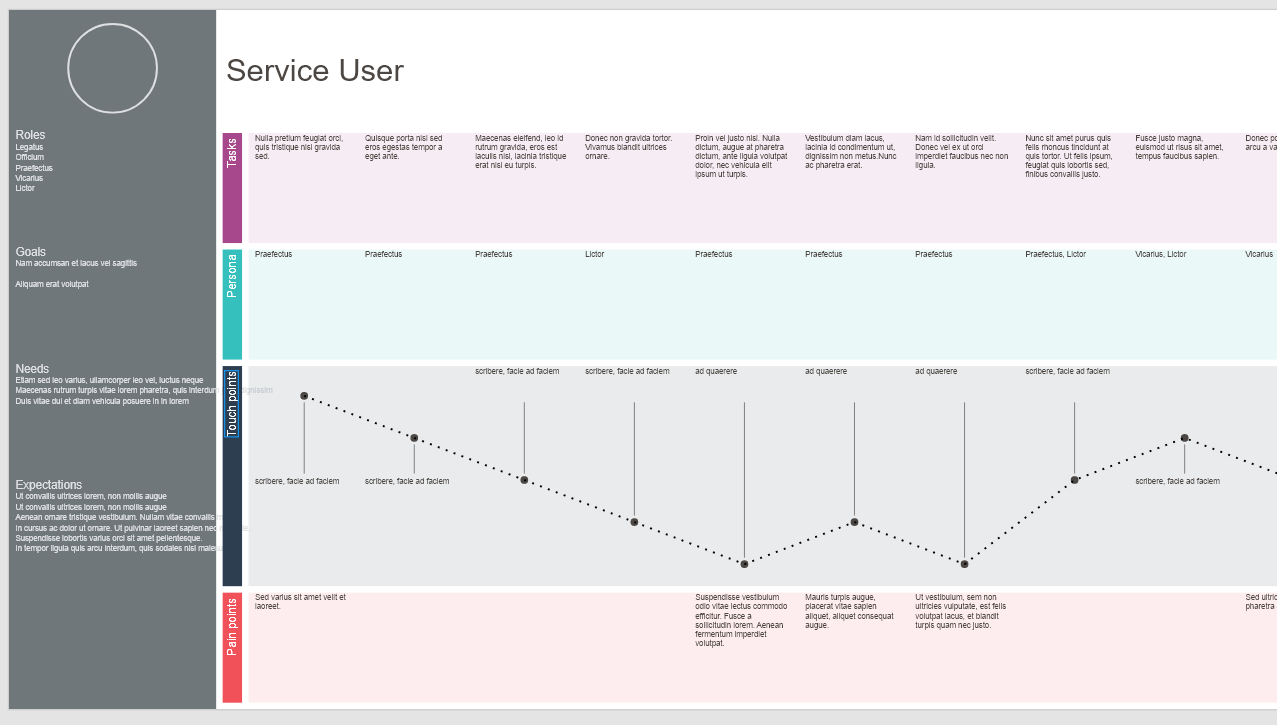 Service User
Roles
Legatus
Officium
Praefectus
Vicarius
Lictor
Goals
Nam accumsan et lacus vel sagittis
Aliquam erat volutpat
Needs
Etiam sed leo varius, ullamcorper leo vel, luctus neque
Maecenas rutrum turpis vitae lorem pharetra, quis interdum dignissim
Duis vitae dui et diam vehicula posuere in in lorem
Expectations
Ut convallis ultrices lorem, non mollis augue
Ut convallis ultrices lorem, non mollis augue
Aenean ornare tristique vestibulum. Nullam vitae convallis
In cursus ac dolor ut ornare. Ut pulvinar laoreet sapien nec
Suspendisse lobortis varius orci sit amet pellentesque.
In tempor ligula quis arcu interdum, quis sodales nisl
Tasks
Nulla pretium feugiat orci,
quis tristique nisl gravida
sed.
Quisque porta nisl sed
eros egestas tempor a
eget ante.
Maecenas eleifend, leo id
rutrum gravida, eros est
iaculis nisl, lacinia tristique
erat nisl eu turpis.
Donec non gravida tortor.
Vivamus blandit ultrices
ornare.
Proin vel justo nisl. Nulla
dictum, augue at pharetra
dictum, ante ligula volutpat
dolor, nec vehicula elit
ipsum ut turpis.
Vestibulum diam lacus,
lacinia id condimentum ut,
dignissim non metus.Nunc
ac pharetra erat.
Nam id sollicitudin velit.
Donec vel ex ut orci
imperdiet faucibus nec non
ligula.
Nunc sit amet purus quis
felis rhoncus tincidunt at
quis tortor. Ut felis ipsum,
feugiat quis lobortis sed,
finibus convallis justo.
Fusce justo magna,
euismod ut risus sit amet,
tempus faucibus sapien.
Donec
arcu a
Persona
Praefectus
Praefectus
Praefectus
Lictor
Praefectus
Praefectus
Praefectus
Praefectus, Lictor
Vicarius, Lictor
Vicarius
Touch points
scribere, facie ad faciem
scribere, facie ad faciem
ad quaerere
ad quaerere
ad quaerere
scribere, facie ad faciem
scribere, facie ad faciem
scribere, facie ad faciem
scribere, facie ad faciem
Pain points
Sed varius sit amet velit et
laoreet.
Suspendisse vestibulum
odio vitae lectus commodo
efficitur. Fusce a
sollicitudin lorem. Aenean
fermentum imperdiet
volutpat.
Mauris turpis augue,
placerat vitae sapien
aliquet, aliquet consequat
augue.
Ut vestibulum, sem non
ultricies vulputate, est felis
volutpat lacus, et blandit
turpis quam nec justo.
Sed
pharetra